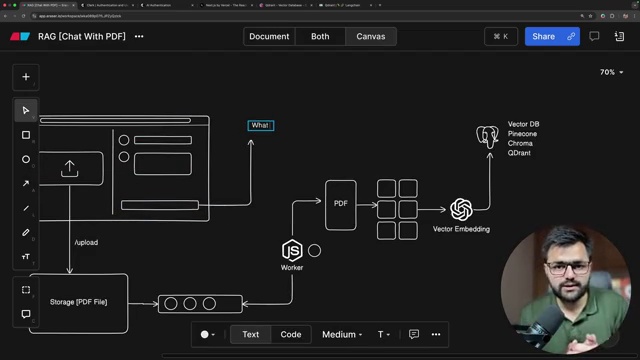 RAG [Chat With PDF]
Document
Both
Canvas
⌘ K
Share
70%
What
Vector DB
Pinecone
Chroma
QDrant
PDF
Vector Embedding
/upload
JS
Worker
Storage [PDF File]
Text
Code
Medium
T